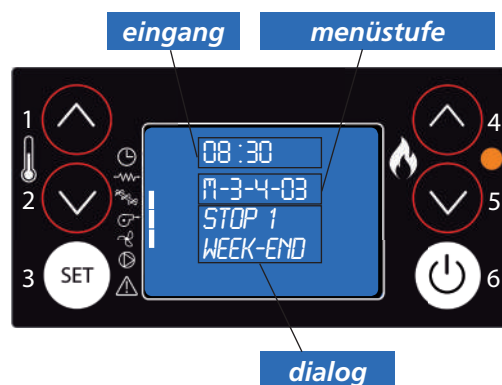 eingang
menüstufe
1
4
08:30
M-3-4-03
2
5
STOP 1
WEEK-END
3
SET
6
dialog